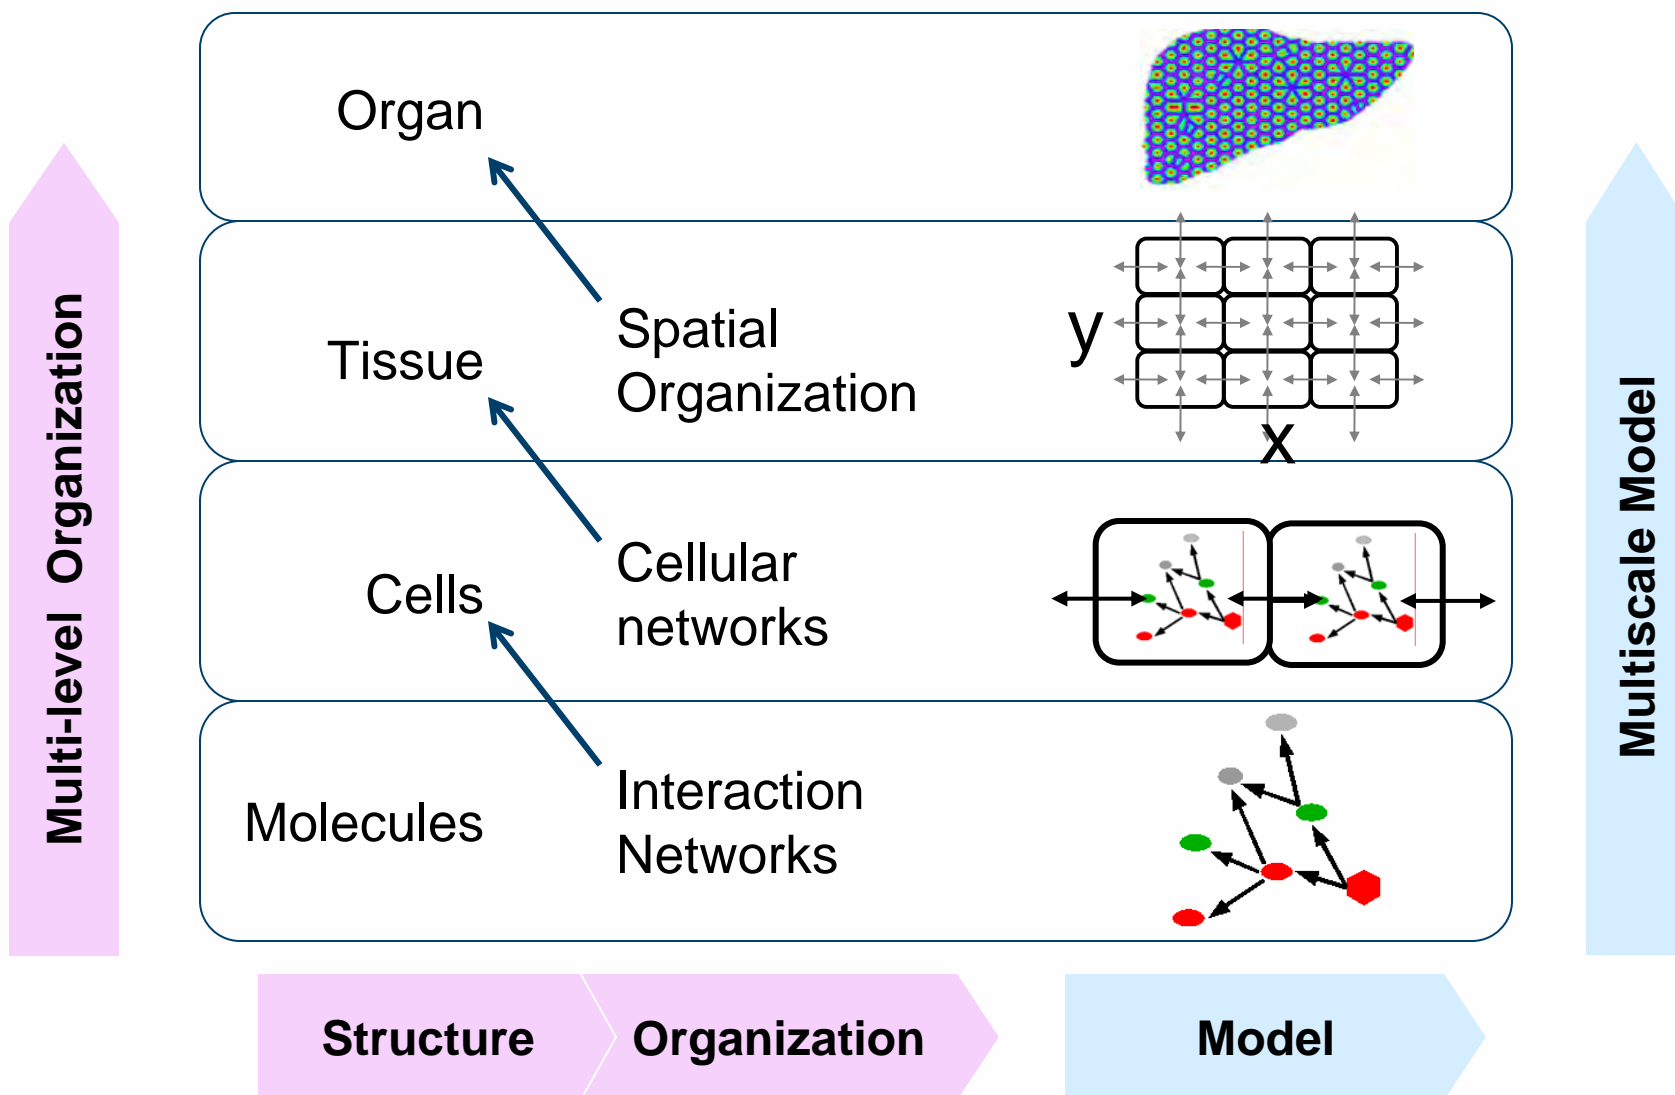 Organ
Tissue
Spatial
Organization
y
x
Cells
Cellular
networks
Molecules
Interaction
Networks
Multi-level Organization
Multiscale Model
Structure
Organization
Model